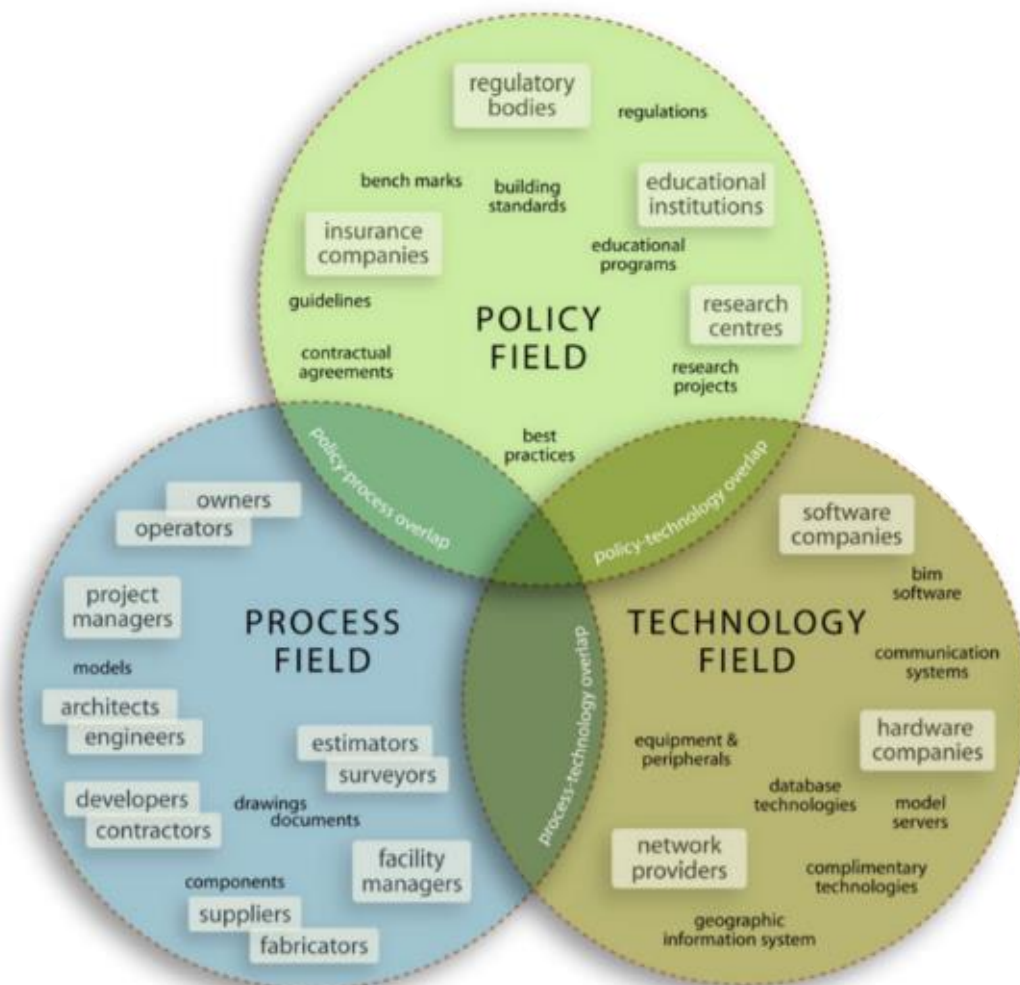 regulatory
bodies
regulations
bench marks
building
standards
educational
institutions
insurance
companies
educational
programs
guidelines
research
centres
POLICY
FIELD
contractual
agreements
research
projects
best
practices
policy-process overlap
policy-technology overlap
owners
operators
project
managers
PROCESS
FIELD
models
architects
engineers
estimators
surveyors
developers
contractors
drawings
documents
facility
managers
components
suppliers
fabricators
process-technology overlap
software
companies
bim
software
TECHNOLOGY
FIELD
communication
systems
equipment &
peripherals
hardware
companies
database
technologies
model
servers
network
providers
complimentary
technologies
geographic
information system